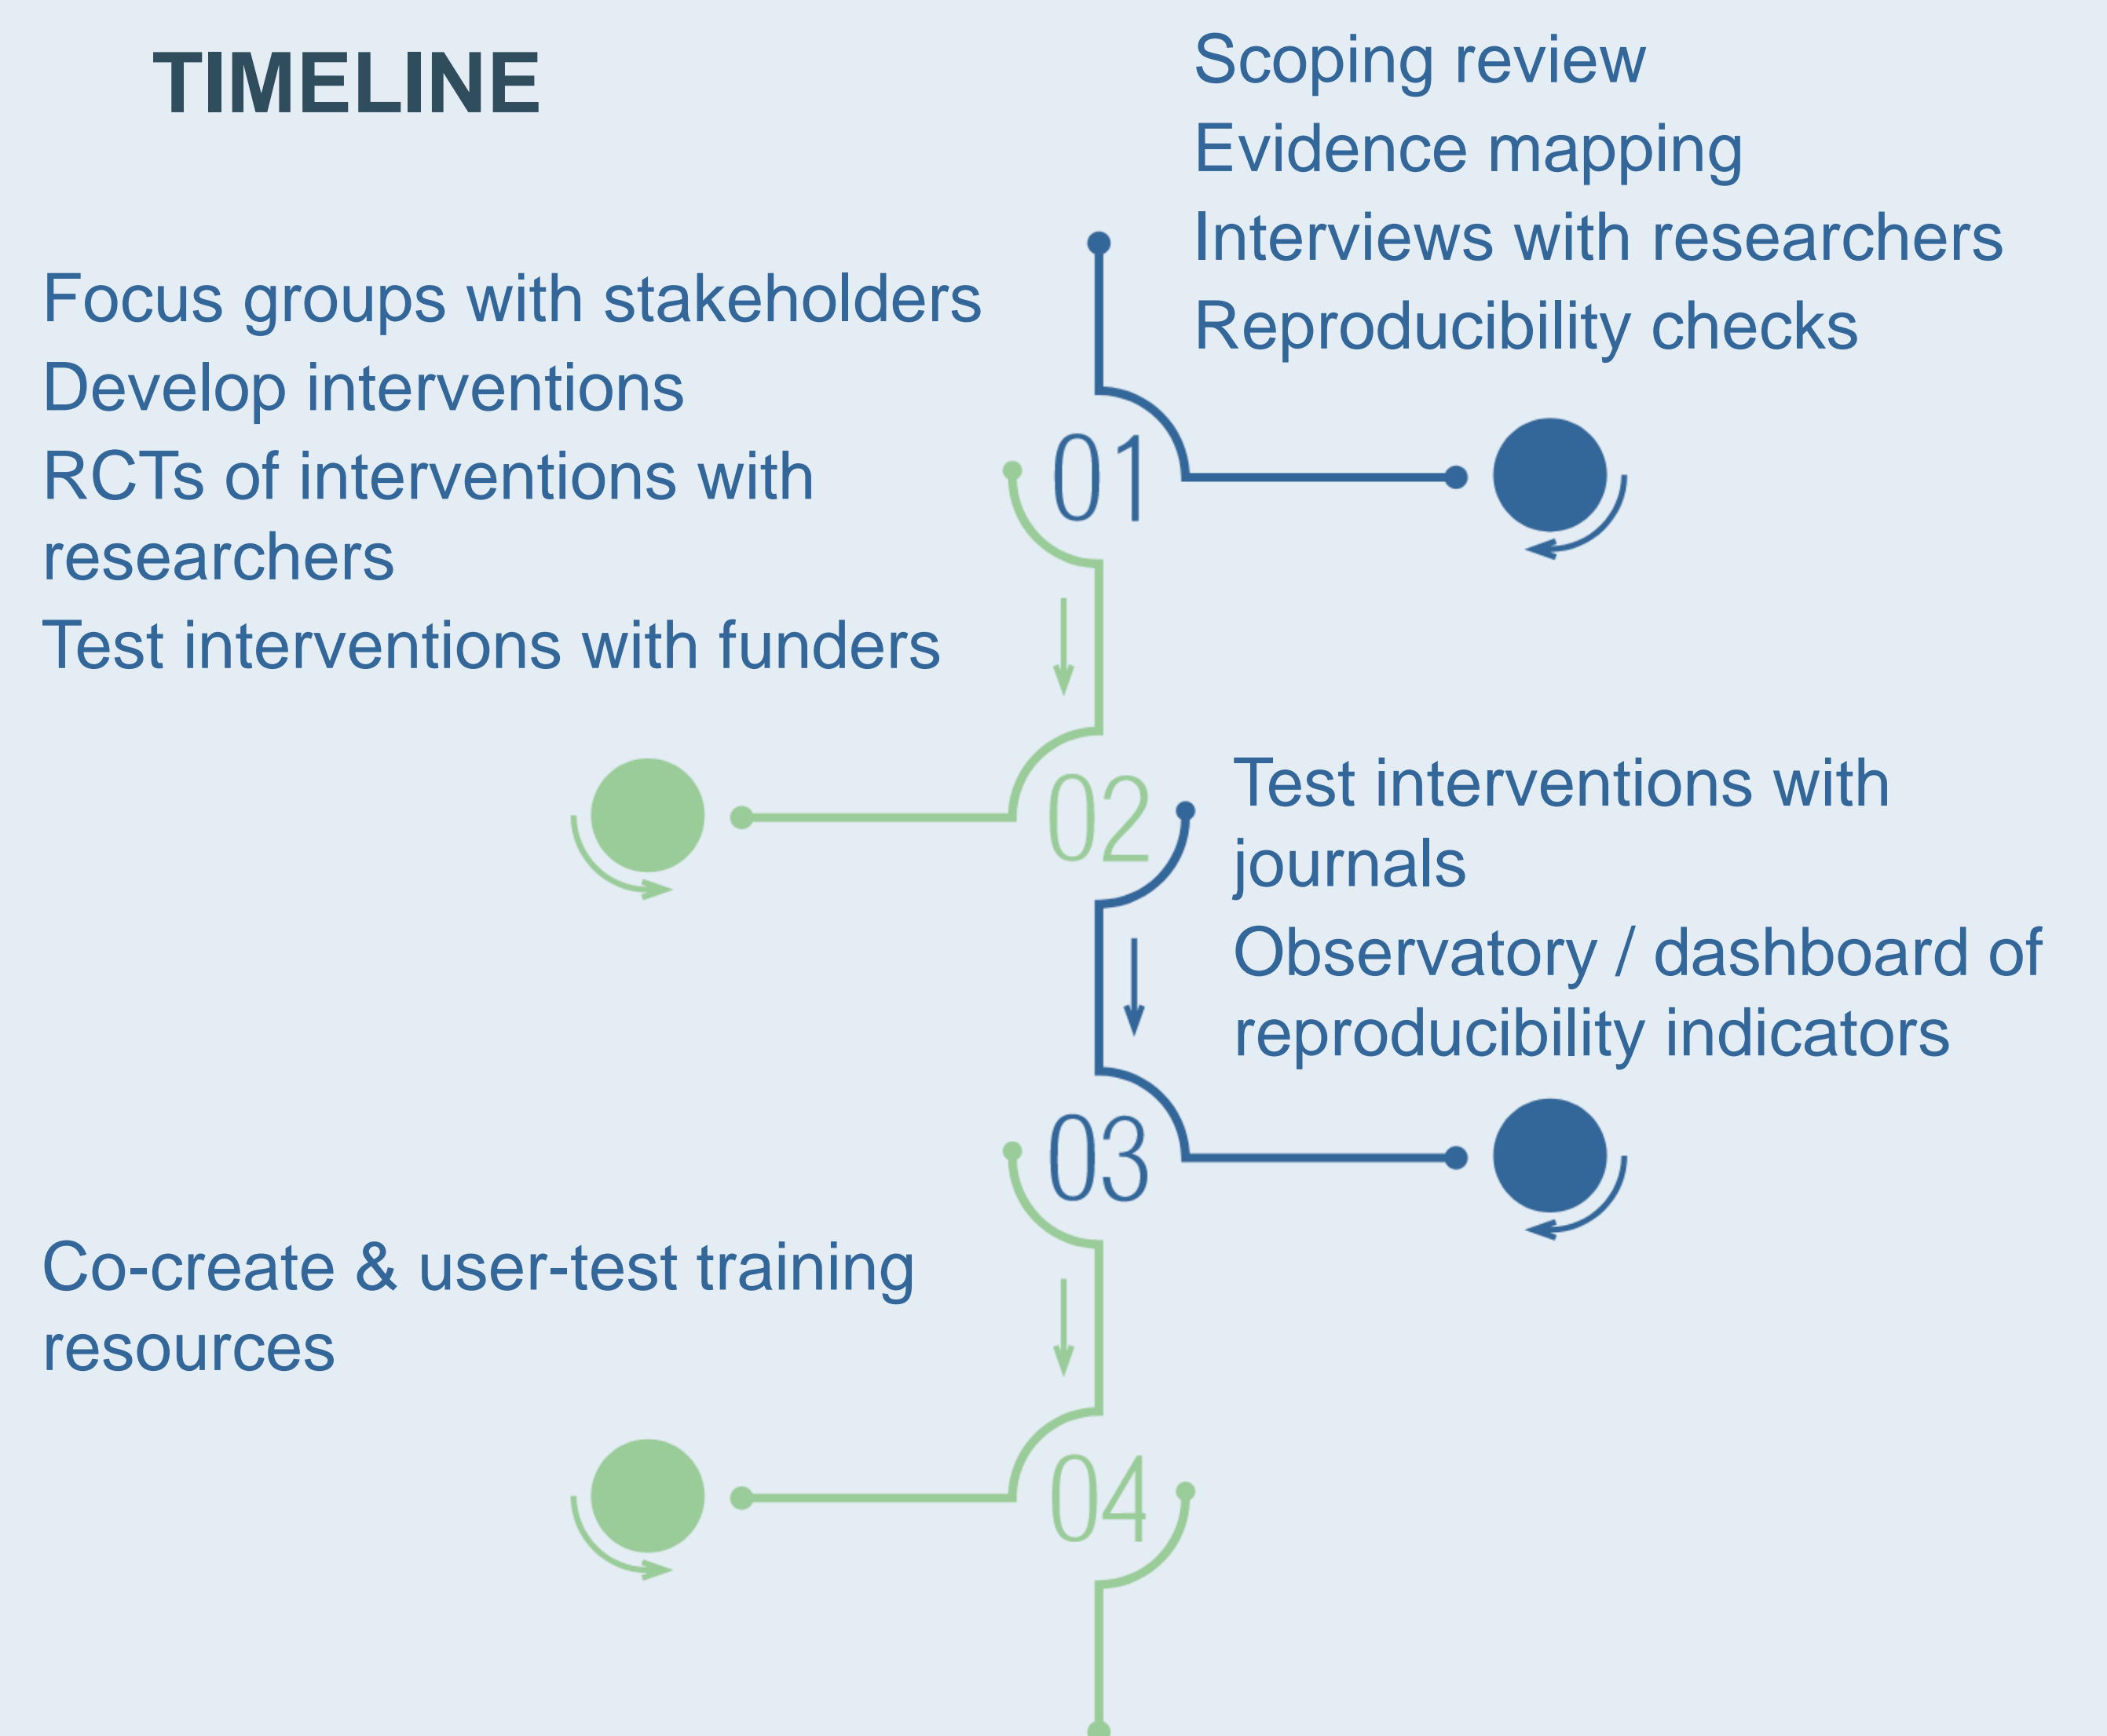 TIMELINE
Scoping review
Evidence mapping
Interviews with researchers
Reproducibility checks
01
Focus groups with stakeholders
Develop interventions
RCTs of interventions with
researchers
Test interventions with funders
02
Test interventions with
journals
Observatory / dashboard of
reproducibility indicators
03
Co-create & user-test training
resources
04